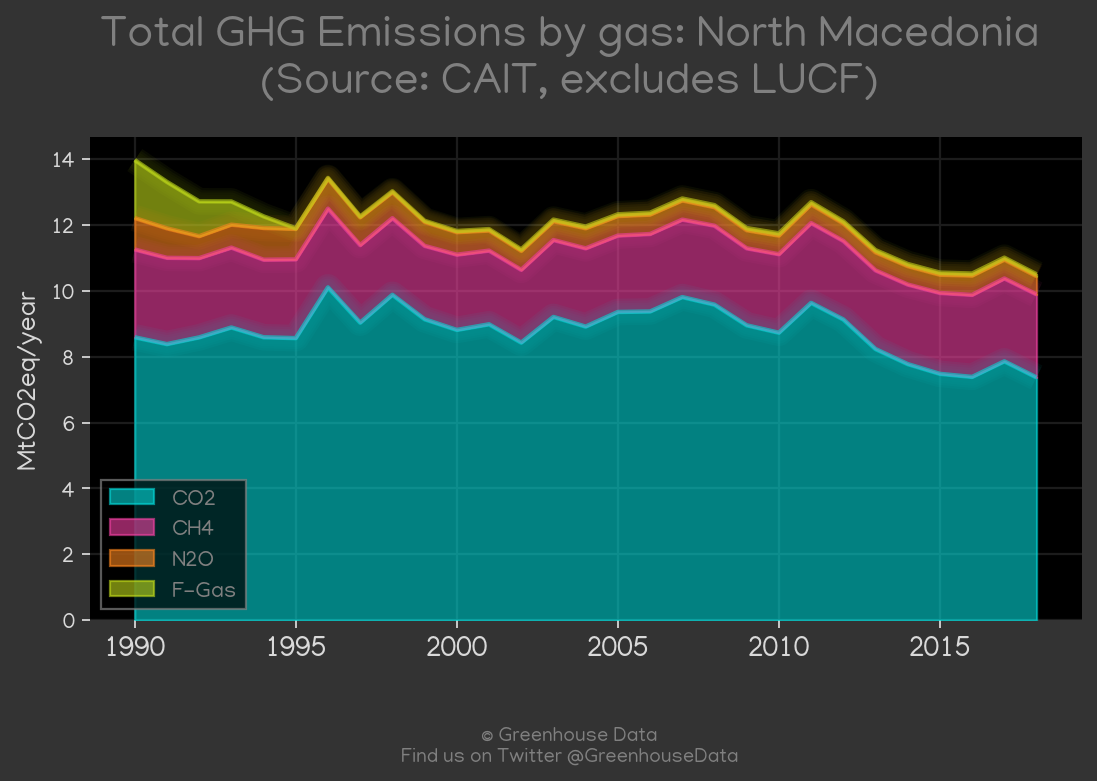 Total GHG Emissions by gas: North Macedonia
(Source: CAIT, excludes LUCF)
MtCO2eq/year
14
12
10
8
6
4
2
0
CO2
CH4
N2O
F-Gas
1990 1995 2000 2005 2010 2015
© Greenhouse Data
Find us on Twitter @GreenhouseData